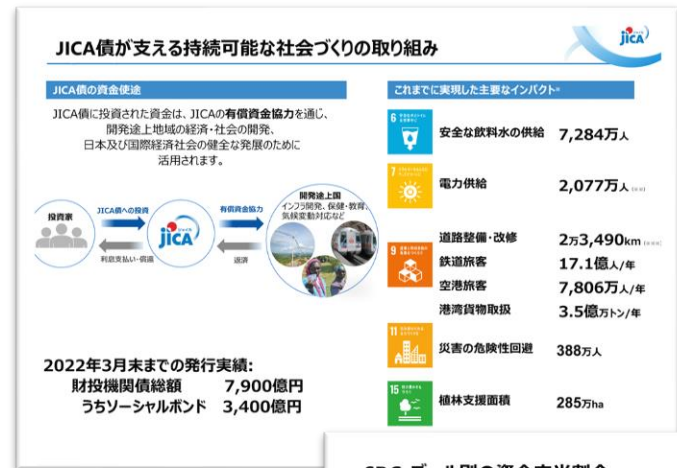 JICA債が支える持続可能な社会づくりの取り組み
jicA
JICA債の資金使途
JICA債に投資された資金は、JICAの有償資金協力を通じ、
開発途上地域の経済・社会の開発、
日本及び国際経済社会の健全な発展のために
活用されます。
投資家
JICA債への投資
利息支払い・償還
jicA
有償資金協力
返済
開発途上国
インフラ開発、保健・教育、
気候変動対応など
2022年3月末までの発行実績:
財投機関債総額 7,900億円
うちソーシャルボンド 3,400億円
これまでに実現した主要なインパクト
6
安全な飲料水の供給 7,284万人
7
電力供給 2,077万人
9
道路整備・改修 2万3,490km
鉄道旅客 17.1億人/年
空港旅客 7,806万人/年
港湾貨物取扱 3.5億万トン/年
11
災害の危険性回避 388万人
15
植林支援面積 285万ha